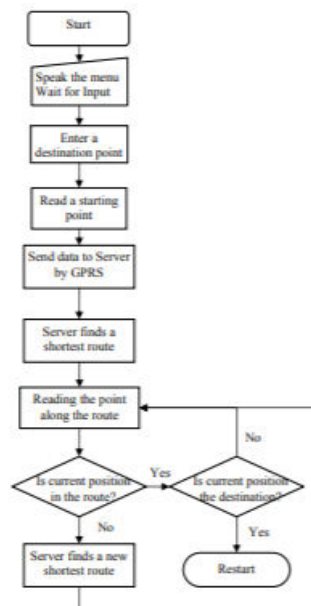 Start
Speak the menu
Wait for Input
Enter a
destination point
Read a starting
point
Send data to Server
by GPRS
Server finds a
shortest route
Reading the point
along the route
No
Is current position
in the route?
Yes
Is current position
the destination?
No
Yes
Server finds a new
shortest route
Restart